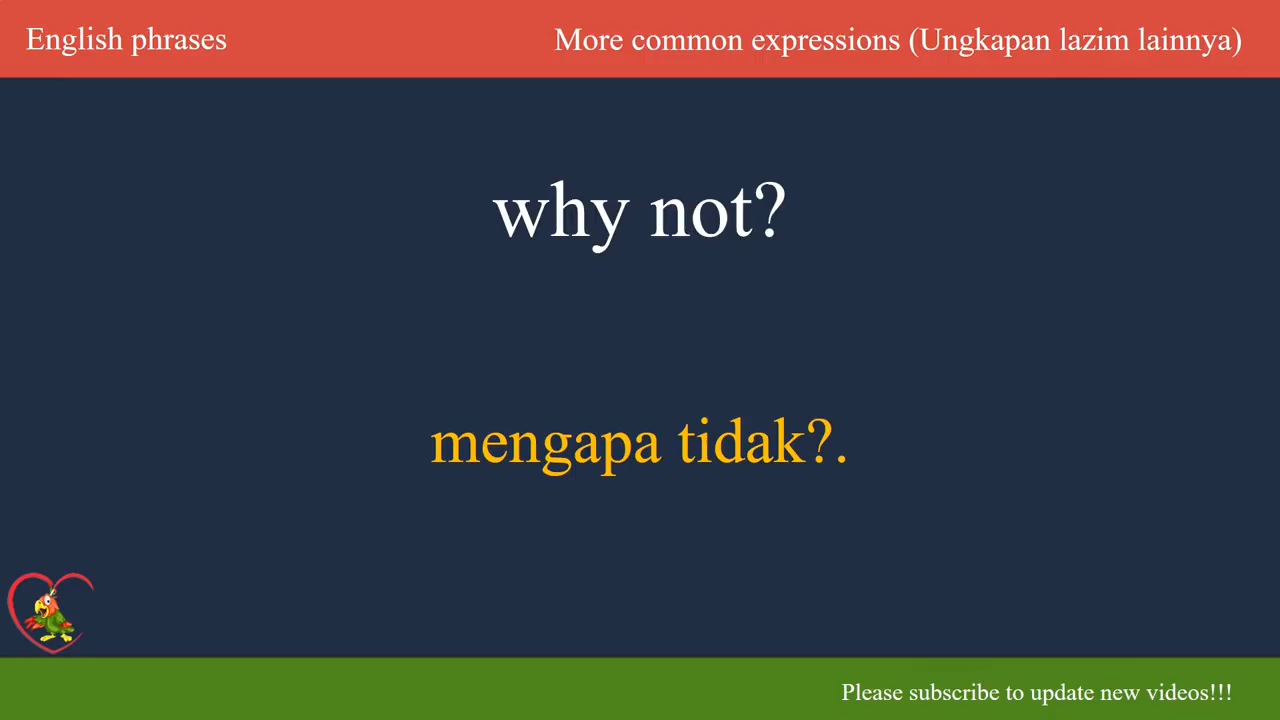 English phrases
More common expressions (Ungkapan lazim lainnya)
why not?
mengapa tidak?.
Please subscribe to update new videos!!!